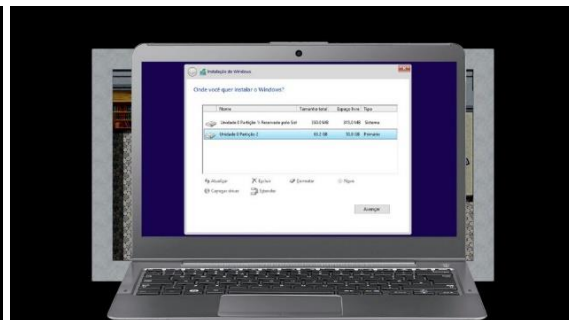 Instalação do Windows
Onde você quer instalar o Windows?
Nome Tamanho total Espaço livre Tipo
Unidade 0 Partição 1: Reservado pelo Sist Sistema
Unidade 0 Partição 2 Primário
Atualizar Excluir Formatar Novo
Carregar driver Estender
Avançar